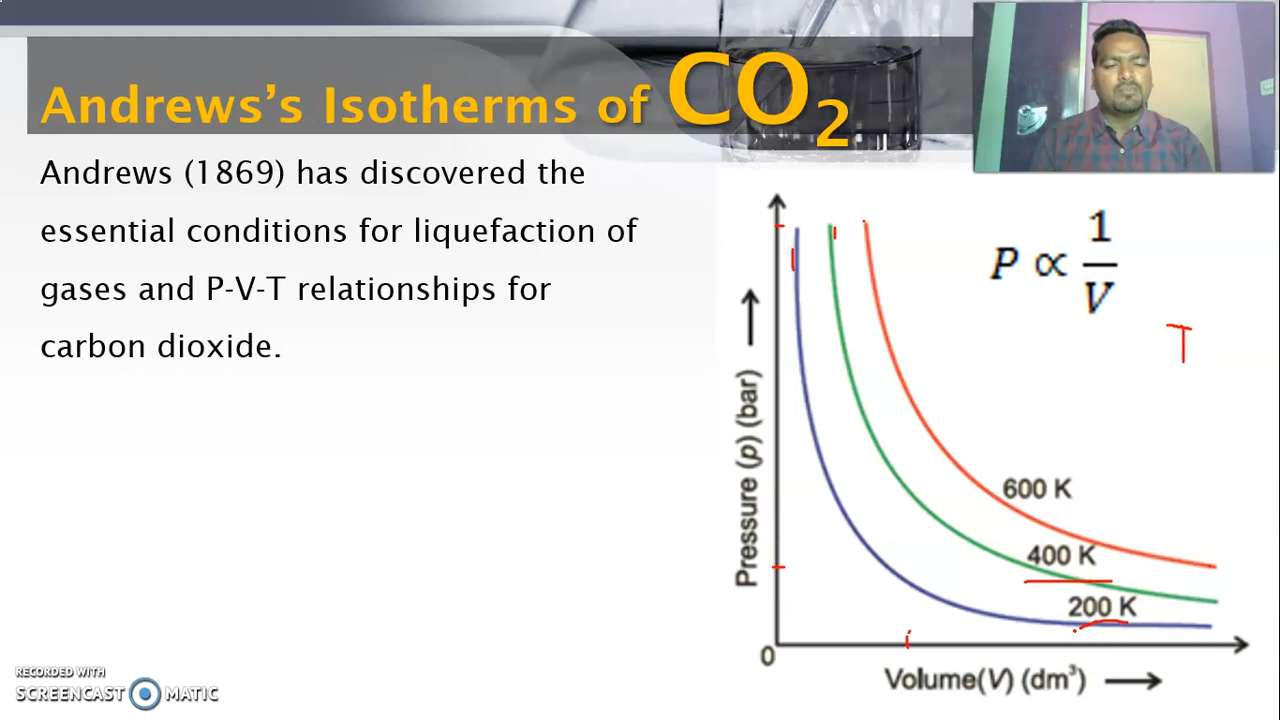 Andrews's Isotherms of CO₂
Andrews (1869) has discovered the
essential conditions for liquefaction of
gases and P-V-T relationships for
carbon dioxide.
P ∝ 1/V
T
Pressure (p) (bar)
600 K
400 K
200 K
0
Volume(V) (dm³)
RECORDED WITH
SCREENCAST MATIC